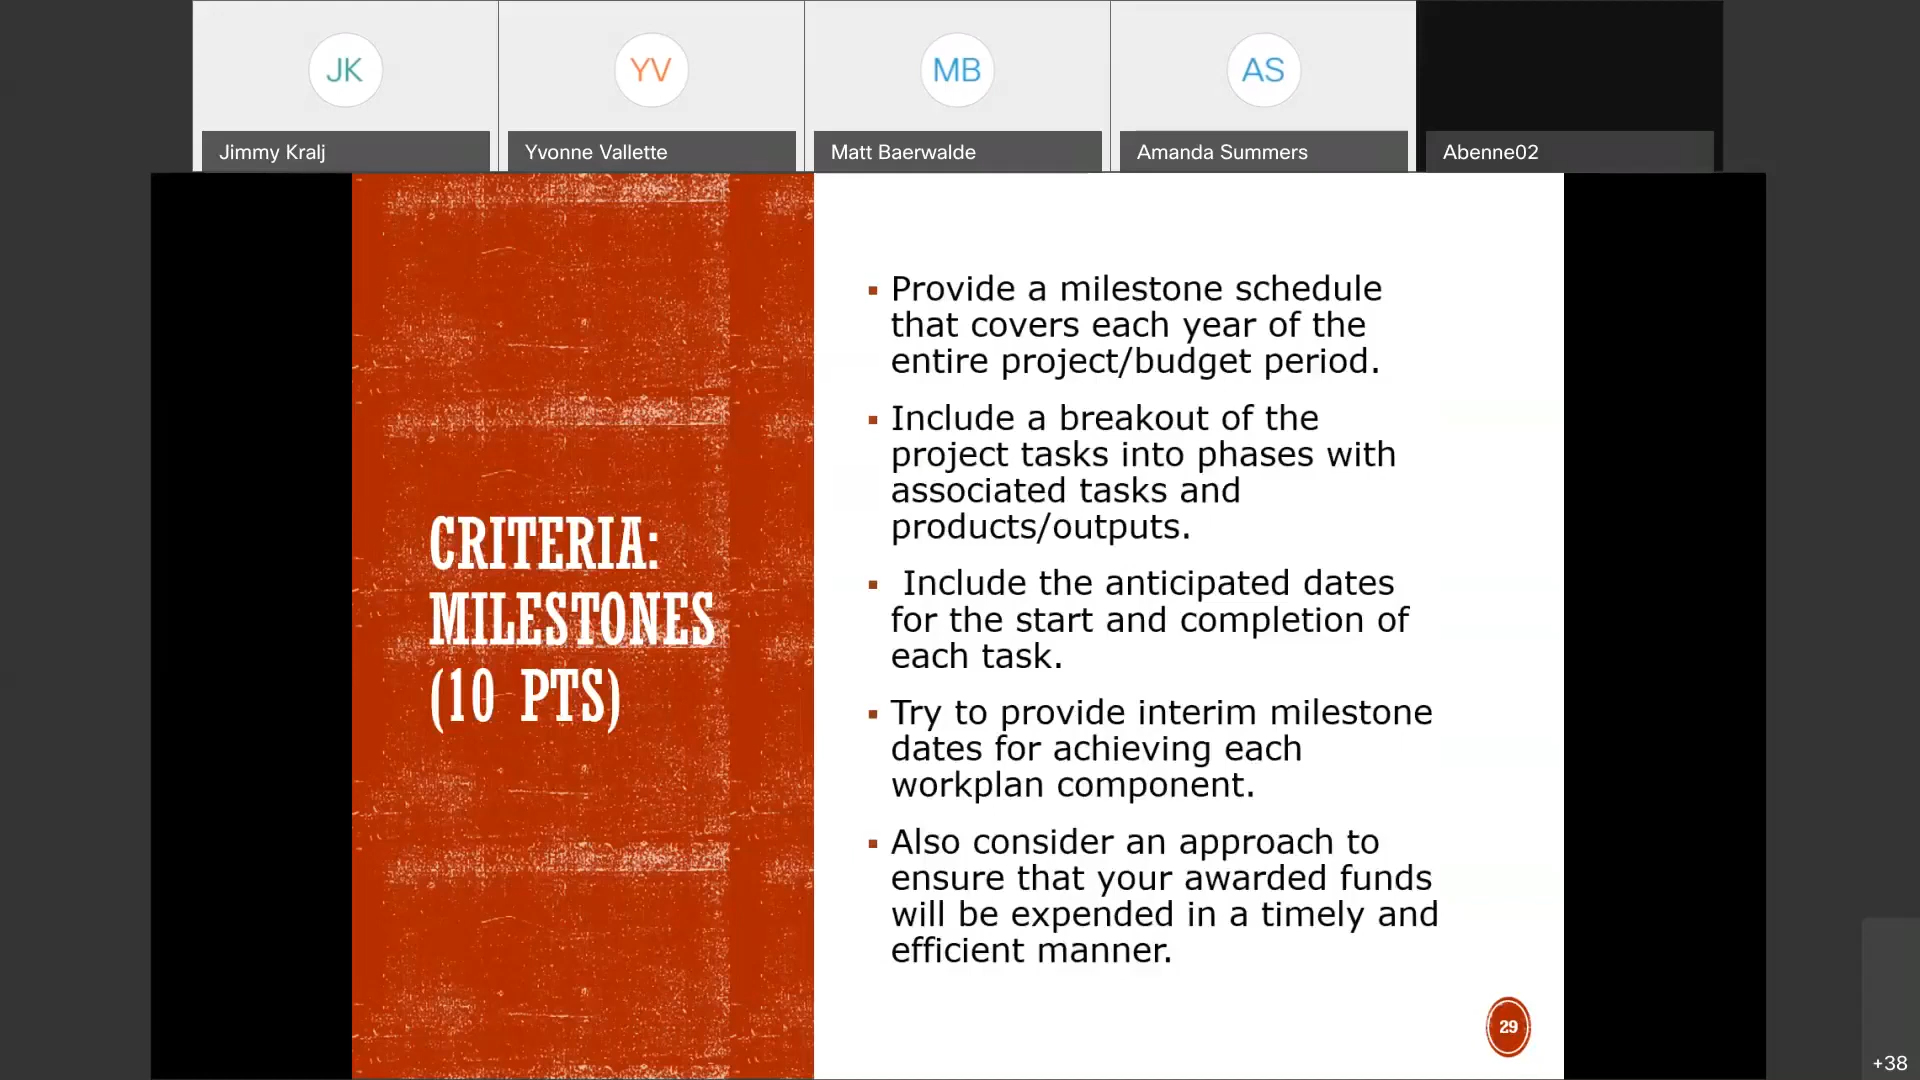 JK
YV
MB
AS
Jimmy Kralj
Yvonne Vallette
Matt Baerwalde
Amanda Summers
Abenne02
CRITERIA:
MILESTONES
(10 PTS)
▪ Provide a milestone schedule
that covers each year of the
entire project/budget period.
▪ Include a breakout of the
project tasks into phases with
associated tasks and
products/outputs.
▪ Include the anticipated dates
for the start and completion of
each task.
▪ Try to provide interim milestone
dates for achieving each
workplan component.
▪ Also consider an approach to
ensure that your awarded funds
will be expended in a timely and
efficient manner.
29
+38